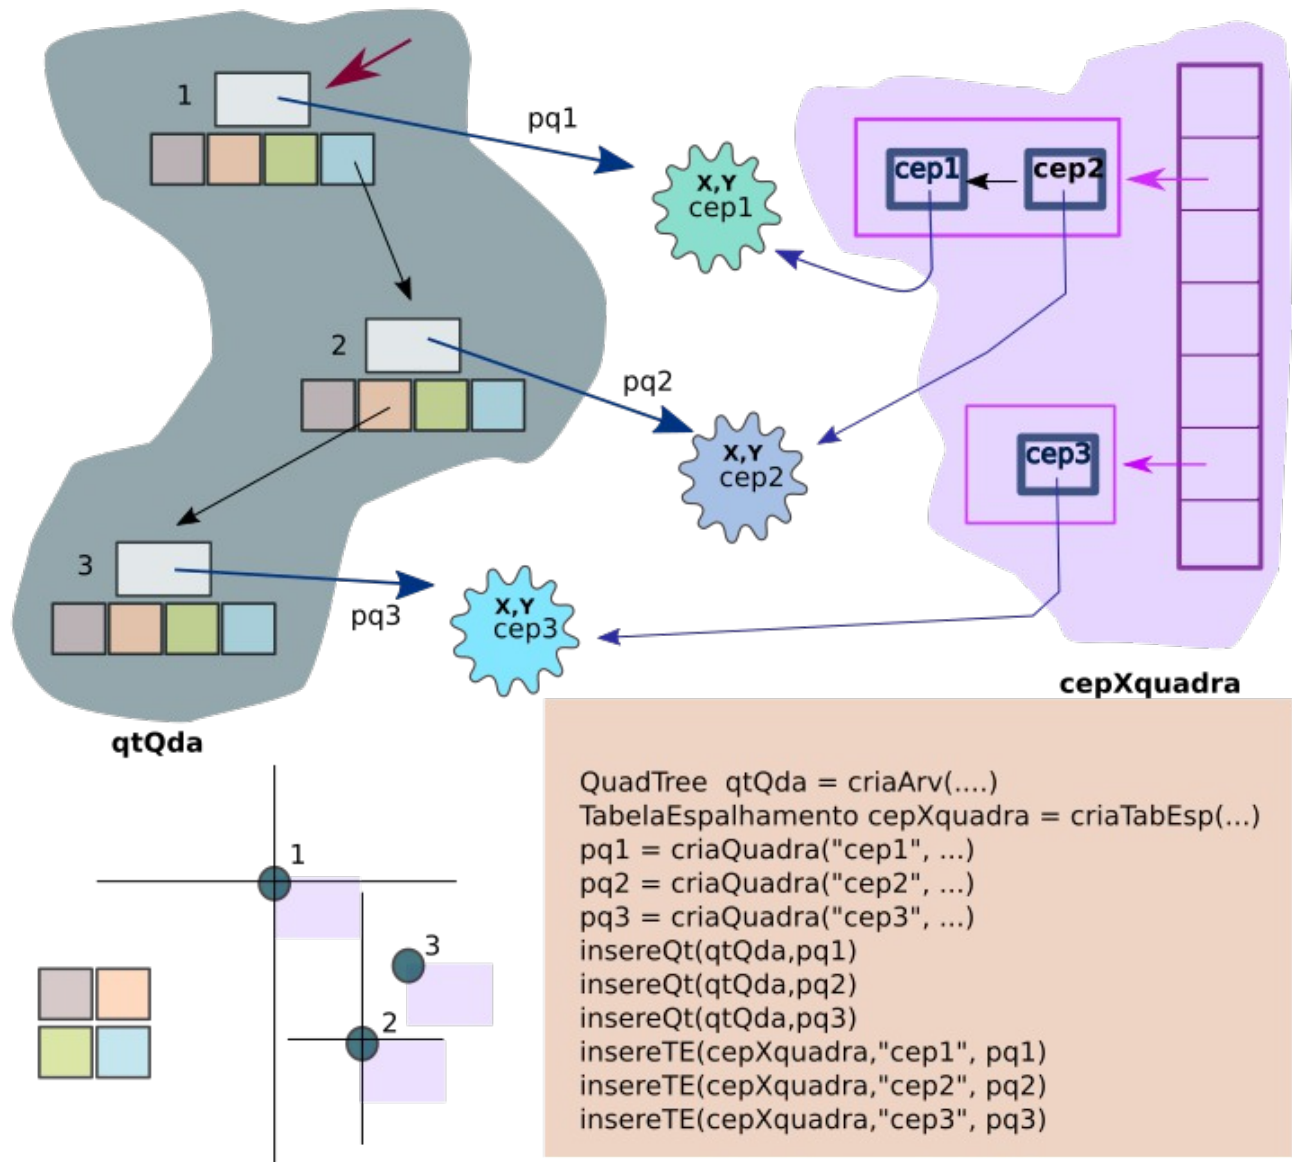 1
pq1
X,Y
cep1
cep1
cep2
2
pq2
X,Y
cep2
cep3
3
pq3
X,Y
cep3
cepXquadra
qtQda
1
3
2
QuadTree  qtQda = criaArv(....)
TabelaEspalhamento cepXquadra = criaTabEsp(...)
pq1 = criaQuadra("cep1", ...)
pq2 = criaQuadra("cep2", ...)
pq3 = criaQuadra("cep3", ...)
insereQt(qtQda,pq1)
insereQt(qtQda,pq2)
insereQt(qtQda,pq3)
insereTE(cepXquadra,"cep1", pq1)
insereTE(cepXquadra,"cep2", pq2)
insereTE(cepXquadra,"cep3", pq3)